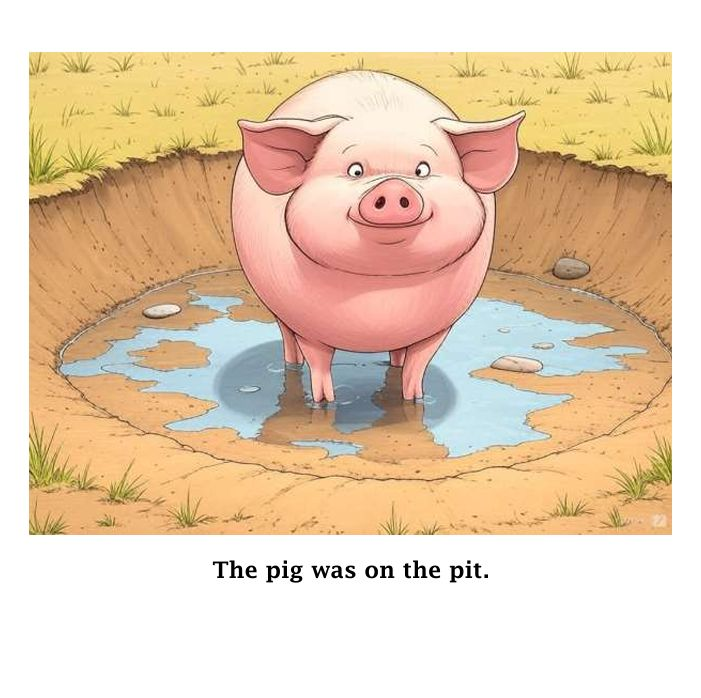 The pig was on the pit.